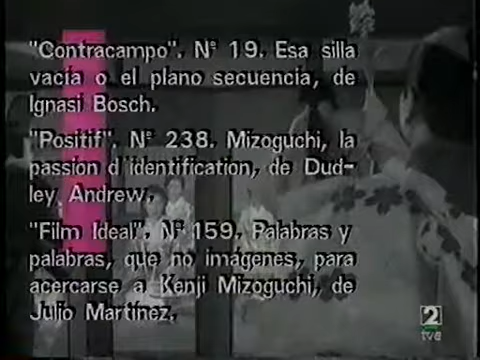 "Contracampo". Nº 19. Esa silla
vacía o el plano secuencia, de
Ignasi Bosch.
"Positif". Nº 238. Mizoguchi, la
passion d'identification, de Dud-
ley Andrew.
"Film Ideal". Nº 159. Palabras y
palabras, que no imágenes, para
acercarse a Kenji Mizoguchi, de
Julio Martínez.
2
tve